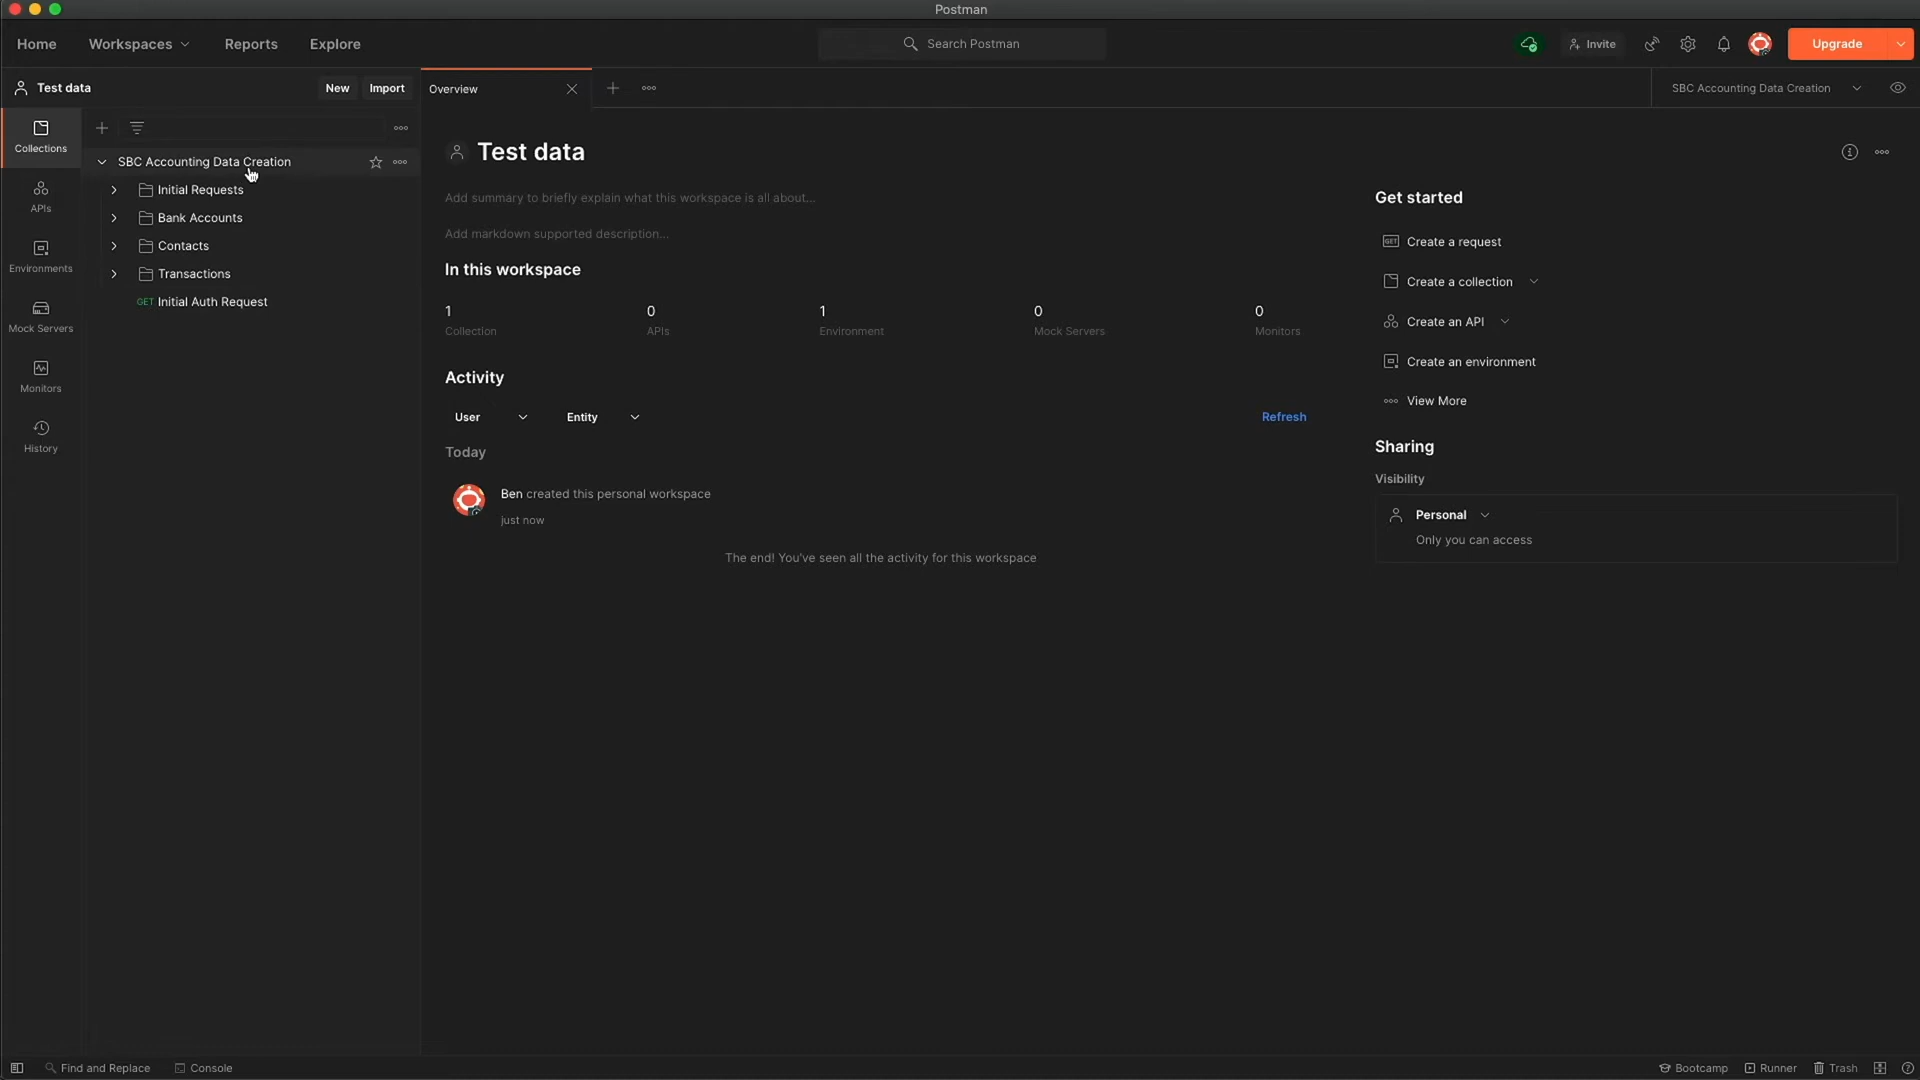 Postman
Home
Workspaces
Reports
Explore
Search Postman
Invite
Upgrade
Test data
New
Import
Overview
SBC Accounting Data Creation
Collections
APIs
Environments
Mock Servers
Monitors
History
SBC Accounting Data Creation
Initial Requests
Bank Accounts
Contacts
Transactions
GET Initial Auth Request
Test data
Add summary to briefly explain what this workspace is all about...
Add markdown supported description...
In this workspace
1
Collection
0
APIs
1
Environment
0
Mock Servers
0
Monitors
Activity
User
Entity
Refresh
Today
Ben created this personal workspace
just now
The end! You've seen all the activity for this workspace
Get started
GET Create a request
Create a collection
Create an API
Create an environment
View More
Sharing
Visibility
Personal
Only you can access
Find and Replace
Console
Bootcamp
Runner
Trash